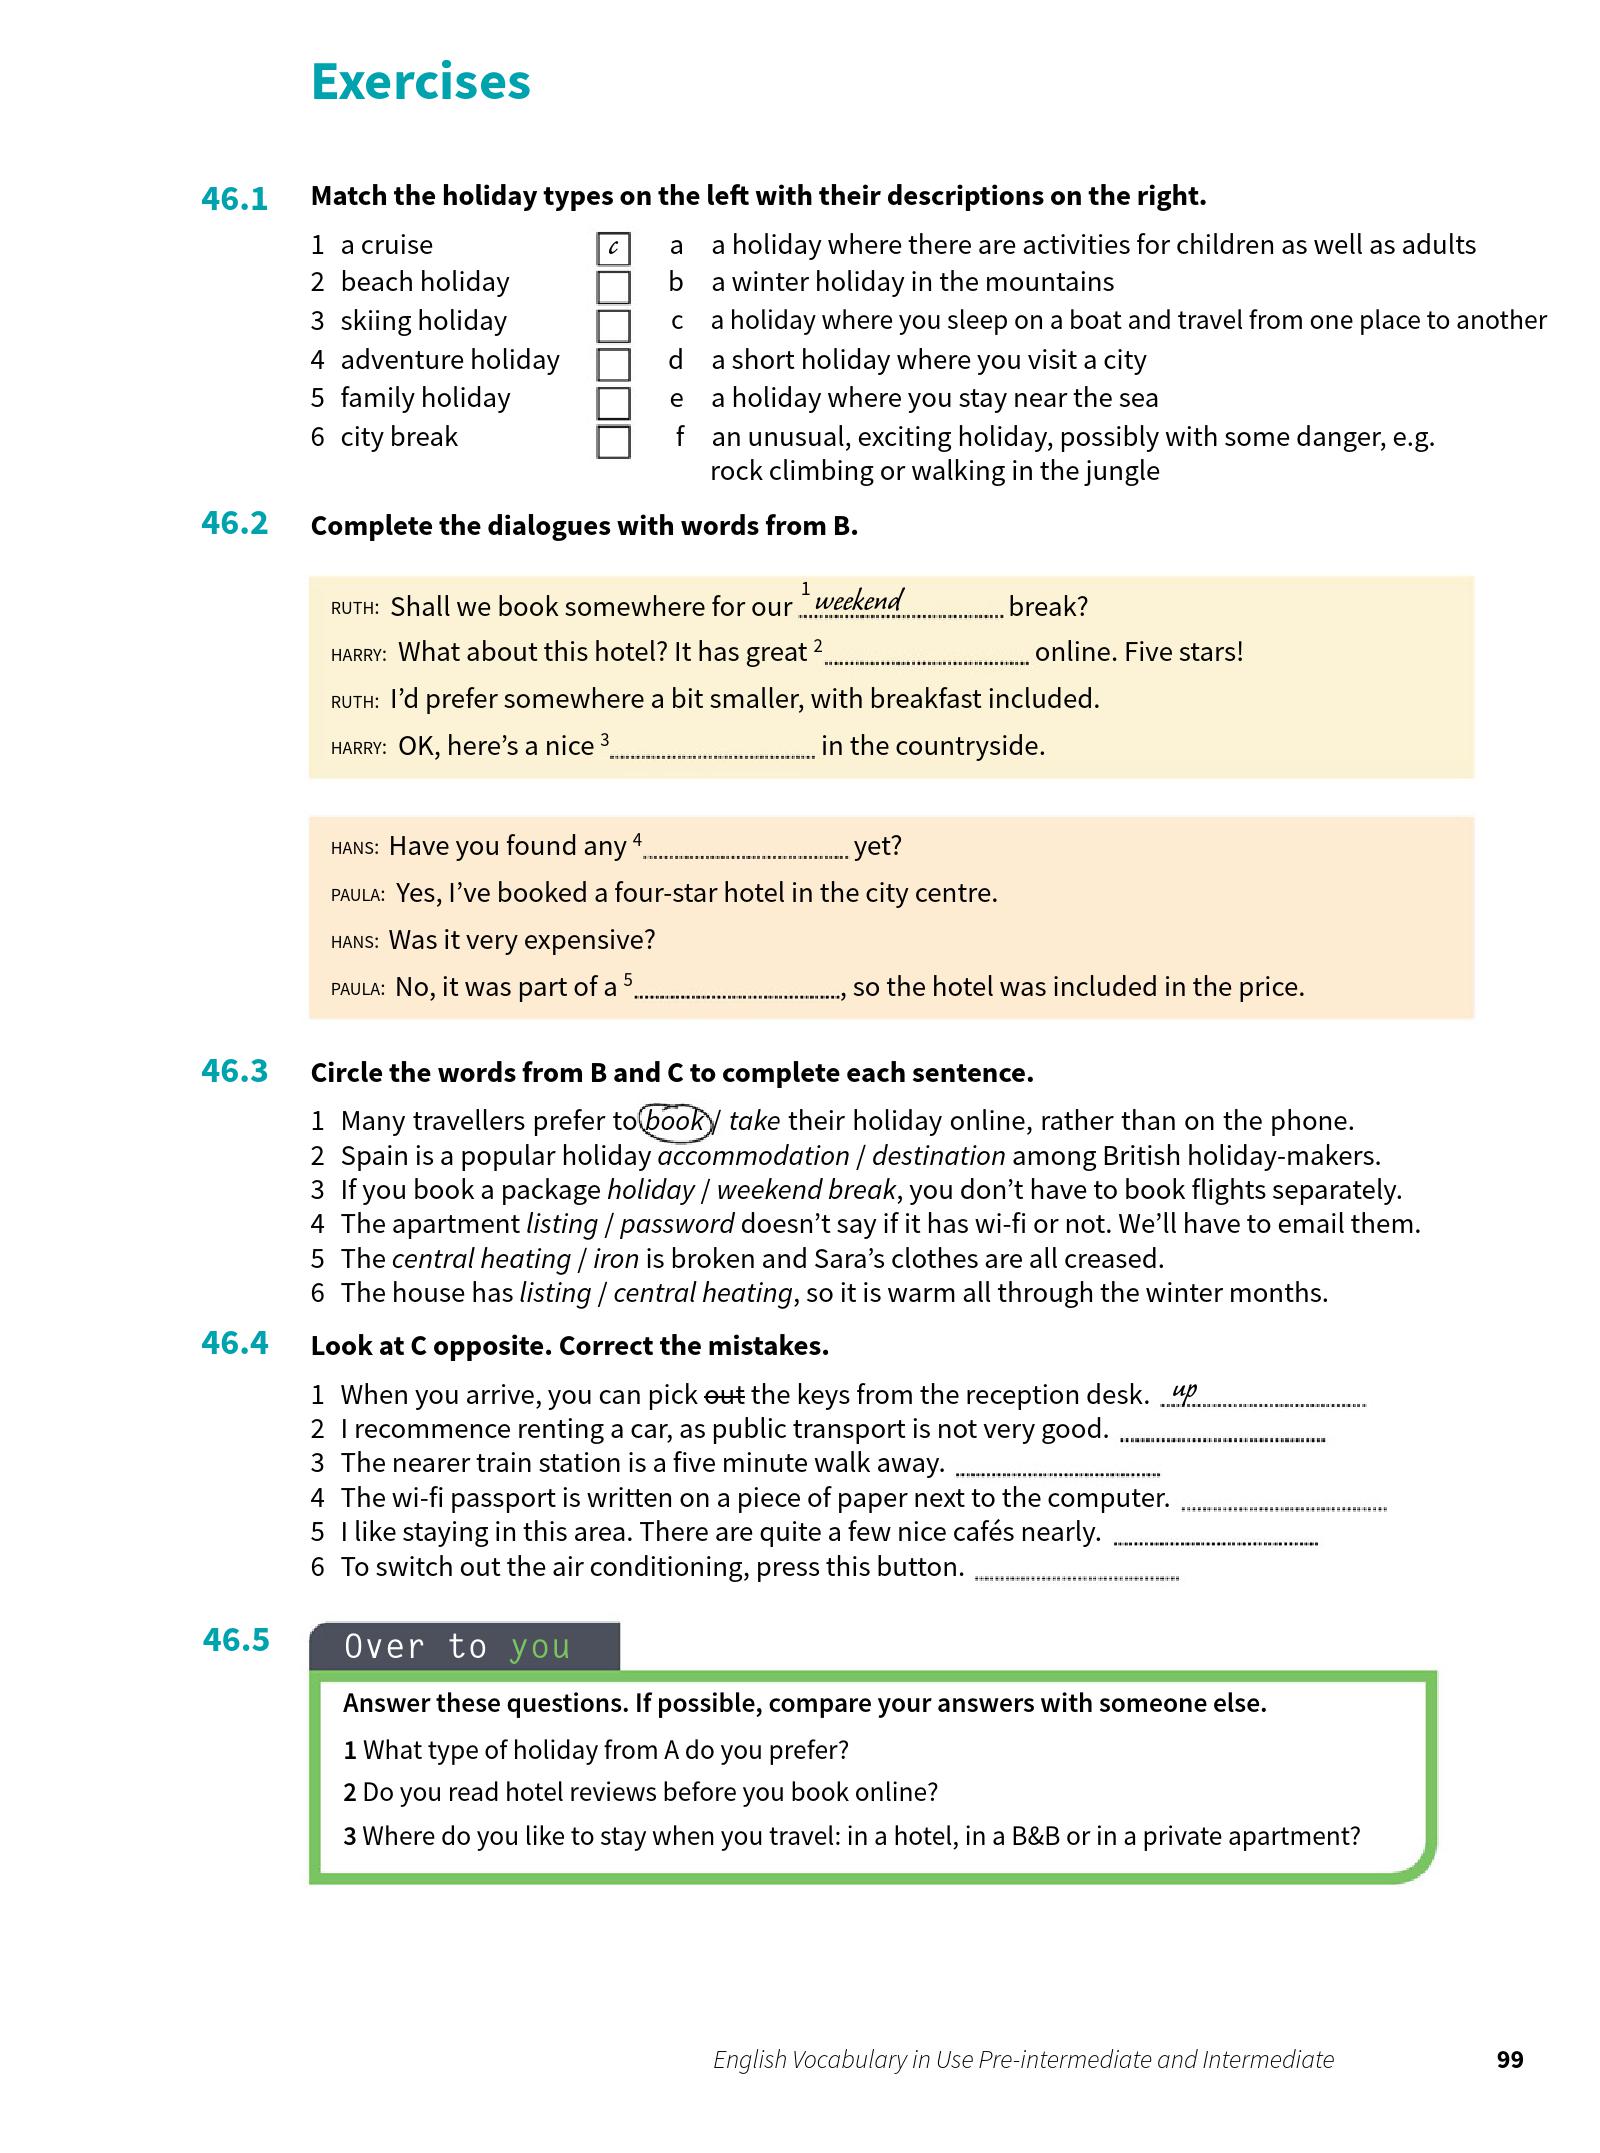 Exercises
46.1 Match the holiday types on the left with their descriptions on the right.
1 a cruise c a a holiday where there are activities for children as well as adults
2 beach holiday b a winter holiday in the mountains
3 skiing holiday c a holiday where you sleep on a boat and travel from one place to another
4 adventure holiday d a short holiday where you visit a city
5 family holiday e a holiday where you stay near the sea
6 city break f an unusual, exciting holiday, possibly with some danger, e.g.
rock climbing or walking in the jungle
46.2 Complete the dialogues with words from B.
RUTH: Shall we book somewhere for our 1 weekend break?
HARRY: What about this hotel? It has great 2 online. Five stars!
RUTH: I'd prefer somewhere a bit smaller, with breakfast included.
HARRY: OK, here's a nice 3 in the countryside.
HANS: Have you found any 4 yet?
PAULA: Yes, I've booked a four-star hotel in the city centre.
HANS: Was it very expensive?
PAULA: No, it was part of a 5 , so the hotel was included in the price.
46.3 Circle the words from B and C to complete each sentence.
1 Many travellers prefer to book / take their holiday online, rather than on the phone.
2 Spain is a popular holiday accommodation / destination among British holiday-makers.
3 If you book a package holiday / weekend break, you don't have to book flights separately.
4 The apartment listing / password doesn't say if it has wi-fi or not. We'll have to email them.
5 The central heating / iron is broken and Sara's clothes are all creased.
6 The house has listing / central heating, so it is warm all through the winter months.
46.4 Look at C opposite. Correct the mistakes.
1 When you arrive, you can pick out the keys from the reception desk. up
2 I recommence renting a car, as public transport is not very good.
3 The nearer train station is a five minute walk away.
4 The wi-fi passport is written on a piece of paper next to the computer.
5 I like staying in this area. There are quite a few nice cafés nearly.
6 To switch out the air conditioning, press this button.
46.5 Over to you
Answer these questions. If possible, compare your answers with someone else.
1 What type of holiday from A do you prefer?
2 Do you read hotel reviews before you book online?
3 Where do you like to stay when you travel: in a hotel, in a B&B or in a private apartment?
English Vocabulary in Use Pre-intermediate and Intermediate 99